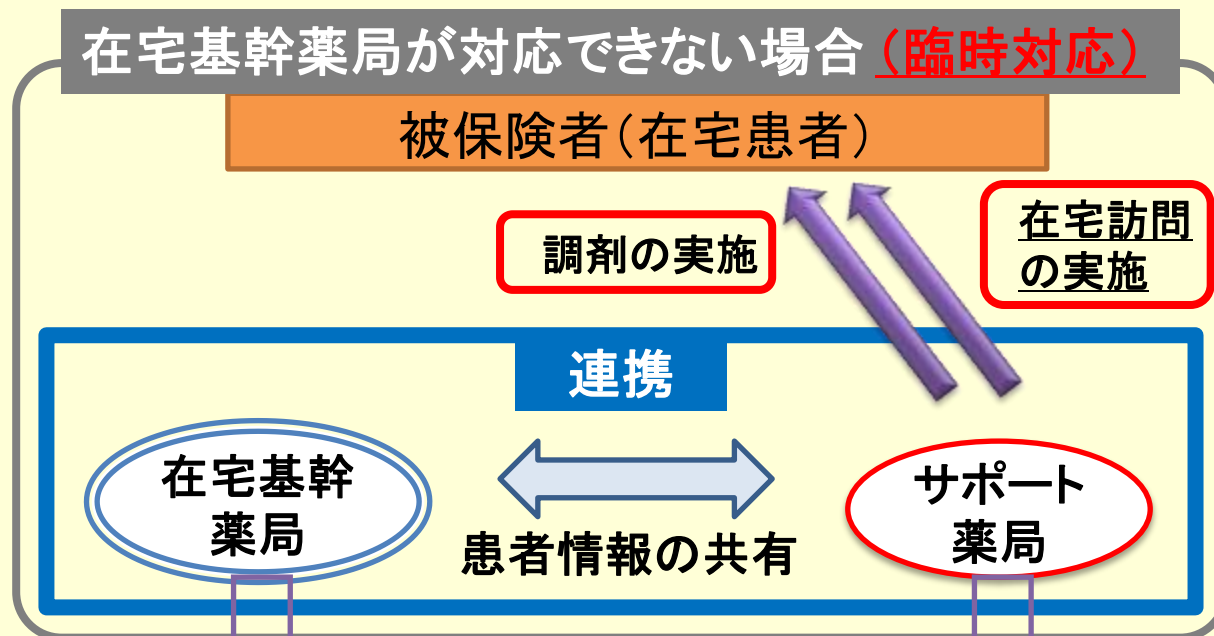 在宅基幹薬局が対応できない場合（臨時対応）
被保険者（在宅患者）
調剤の実施
在宅訪問
の実施
連携
在宅基幹
薬局
患者情報の共有
サポート
薬局